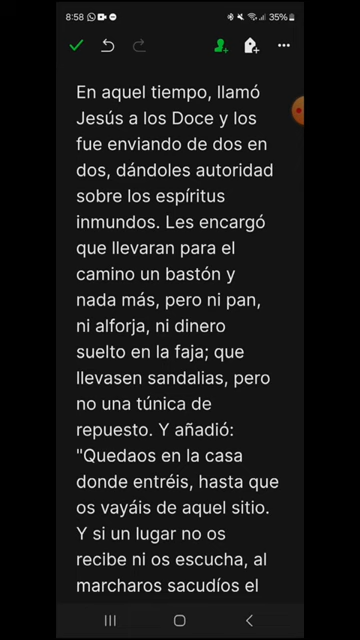 8:58
35%
En aquel tiempo, llamó
Jesús a los Doce y los
fue enviando de dos en
dos, dándoles autoridad
sobre los espíritus
inmundos. Les encargó
que llevaran para el
camino un bastón y
nada más, pero ni pan,
ni alforja, ni dinero
suelto en la faja; que
llevasen sandalias, pero
no una túnica de
repuesto. Y añadió:
"Quedaos en la casa
donde entréis, hasta que
os vayáis de aquel sitio.
Y si un lugar no os
recibe ni os escucha, al
marcharos sacudíos el